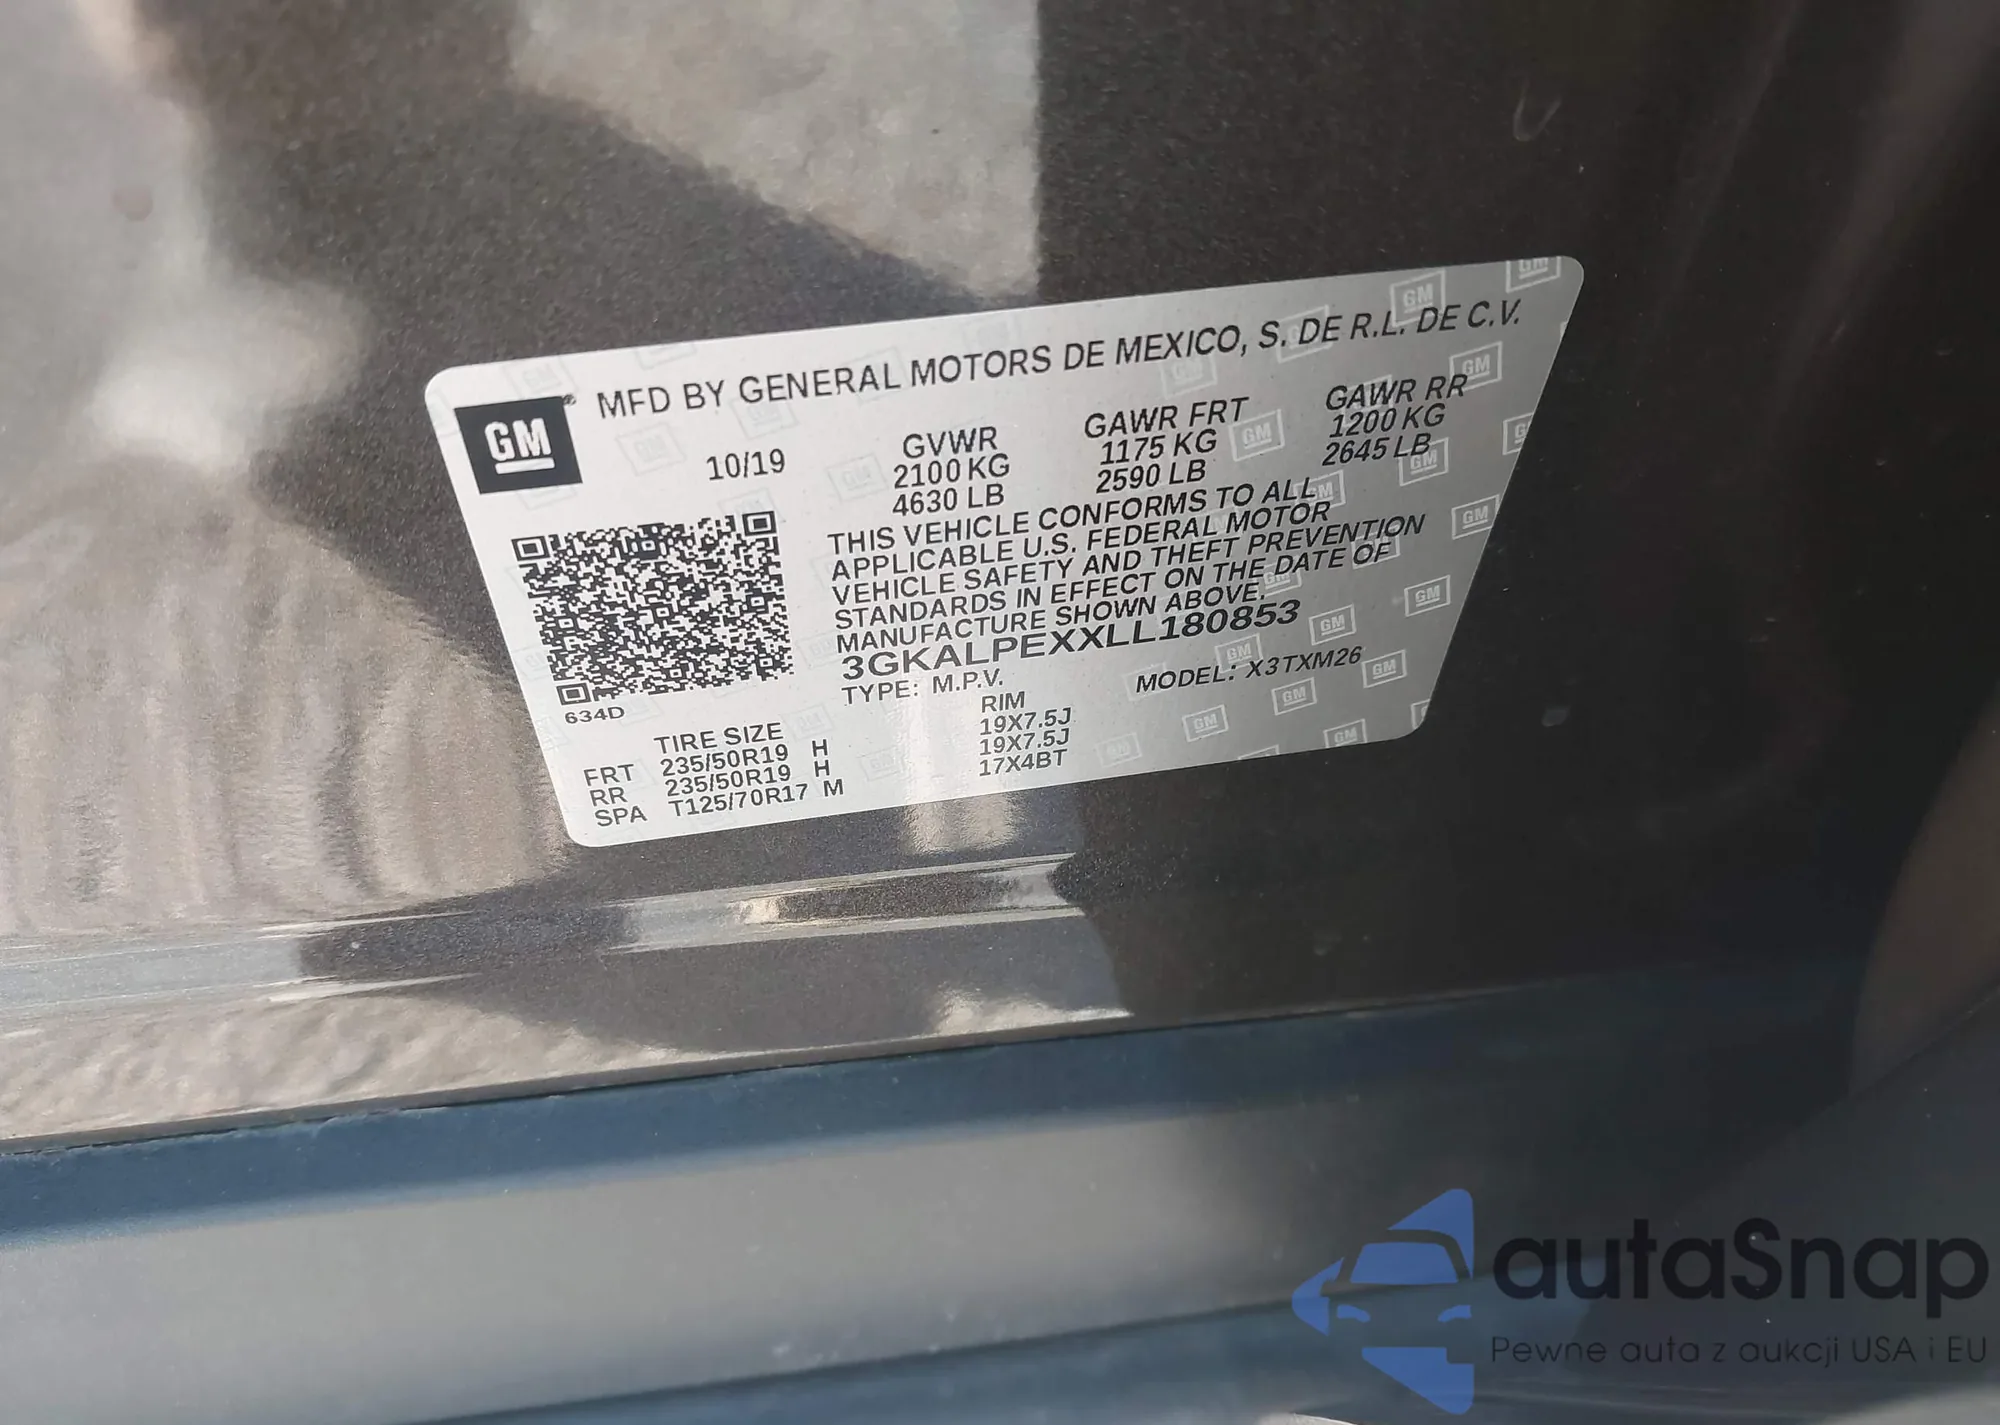 GM
MFD BY GENERAL MOTORS DE MEXICO, S. DE R.L. DE C.V.
10/19
GVWR GAWR FRT GAWR RR
2100 KG 1175 KG 1200 KG
4630 LB 2590 LB 2645 LB
THIS VEHICLE CONFORMS TO ALL
APPLICABLE U.S. FEDERAL MOTOR
VEHICLE SAFETY AND THEFT PREVENTION
STANDARDS IN EFFECT ON THE DATE OF
MANUFACTURE SHOWN ABOVE.
3GKALPEXXLL180853
TYPE: M.P.V. MODEL: X3TXM26
634D
TIRE SIZE RIM
FRT 235/50R19 H 19X7.5J
RR 235/50R19 H 19X7.5J
SPA T125/70R17 M 17X4BT
autaSnap
Pewne auta z aukcji USA i EU